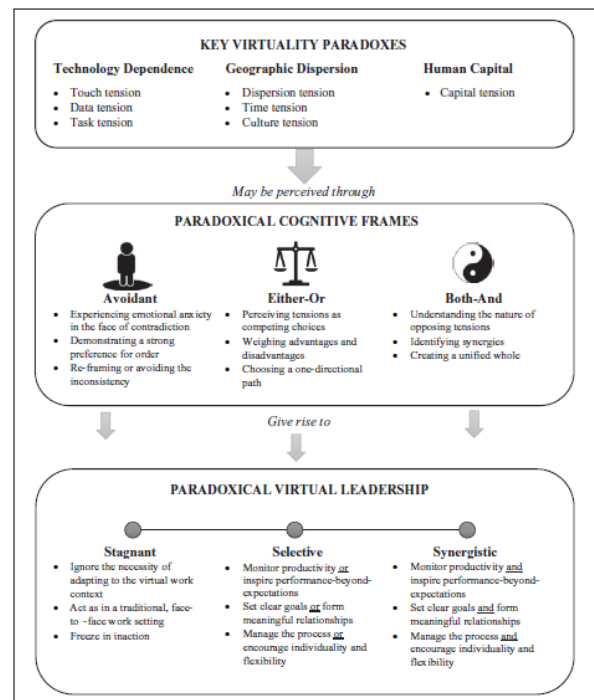 KEY VIRTUALITY PARADOXES
Technology Dependence
• Touch tension
• Data tension
• Task tension
Geographic Dispersion
• Dispersion tension
• Time tension
• Culture tension
Human Capital
• Capital tension
May be perceived through
PARADOXICAL COGNITIVE FRAMES
Avoidant
• Experiencing emotional anxiety
in the face of contradiction
• Demonstrating a strong
preference for order
• Re-framing or avoiding the
inconsistency
Either-Or
• Perceiving tensions as
competing choices
• Weighing advantages and
disadvantages
• Choosing a one-directional
path
Both-And
• Understanding the nature of
opposing tensions
• Identifying synergies
• Creating a unified whole
Give rise to
PARADOXICAL VIRTUAL LEADERSHIP
Stagnant
• Ignore the necessity of
adapting to the virtual work
context
• Act as in a traditional, face-
to -face work setting
• Freeze in inaction
Selective
• Monitor productivity or
inspire performance-beyond-
expectations
• Set clear goals or form
meaningful relationships
• Manage the process or
encourage individuality and
flexibility
Synergistic
• Monitor productivity and
inspire performance-beyond-
expectations
• Set clear goals and form
meaningful relationships
• Manage the process and
encourage individuality and
flexibility